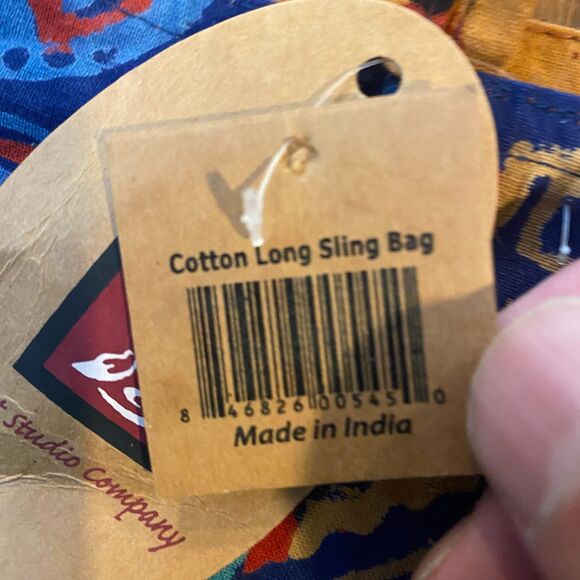 Cotton Long Sling Bag
8 46826 00545 0
Made in India
Studio Company